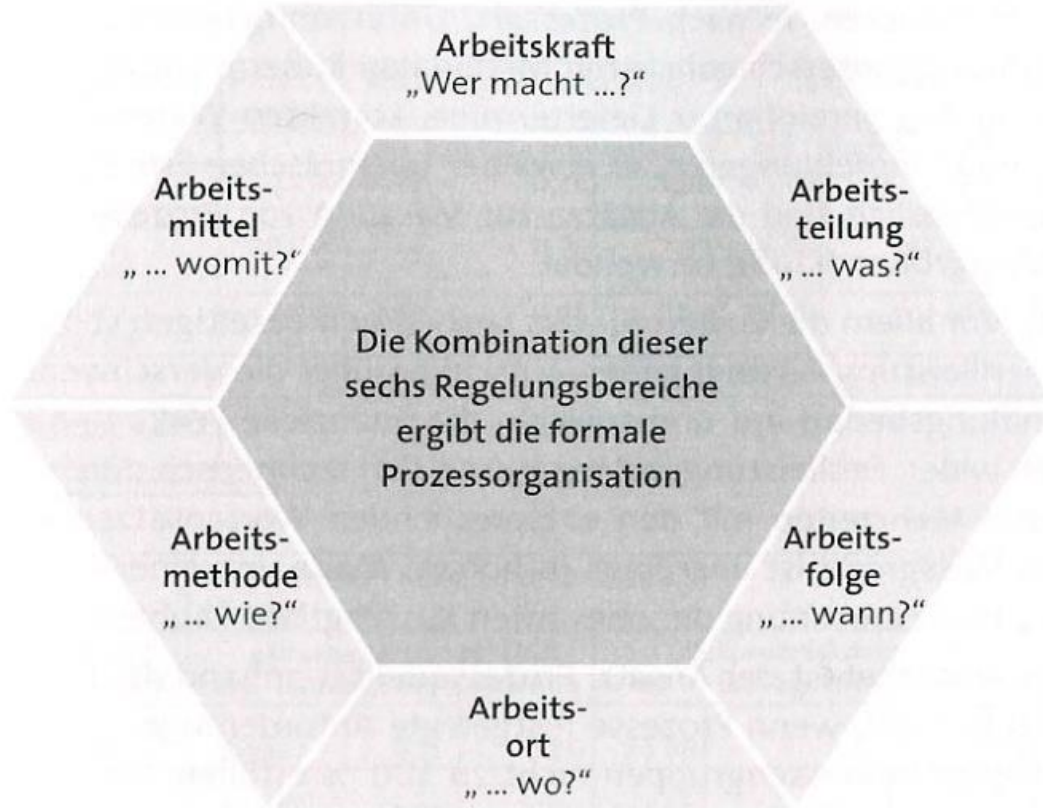 Arbeitskraft
„Wer macht ...?“
Arbeits-
teilung
„ ... was?“
Arbeits-
folge
„ ... wann?“
Arbeits-
ort
„ ... wo?“
Arbeits-
methode
„ ... wie?“
Arbeits-
mittel
„ ... womit?“
Die Kombination dieser
sechs Regelungsbereiche
ergibt die formale
Prozessorganisation